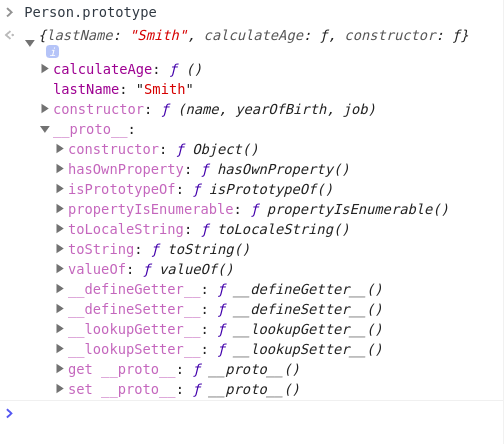 Person.prototype
{lastName: "Smith", calculateAge: ƒ, constructor: ƒ}
i
calculateAge: ƒ ()
lastName: "Smith"
constructor: ƒ (name, yearOfBirth, job)
__proto__:
constructor: ƒ Object()
hasOwnProperty: ƒ hasOwnProperty()
isPrototypeOf: ƒ isPrototypeOf()
propertyIsEnumerable: ƒ propertyIsEnumerable()
toLocaleString: ƒ toLocaleString()
toString: ƒ toString()
valueOf: ƒ valueOf()
__defineGetter__: ƒ __defineGetter__()
__defineSetter__: ƒ __defineSetter__()
__lookupGetter__: ƒ __lookupGetter__()
__lookupSetter__: ƒ __lookupSetter__()
get __proto__: ƒ __proto__()
set __proto__: ƒ __proto__()